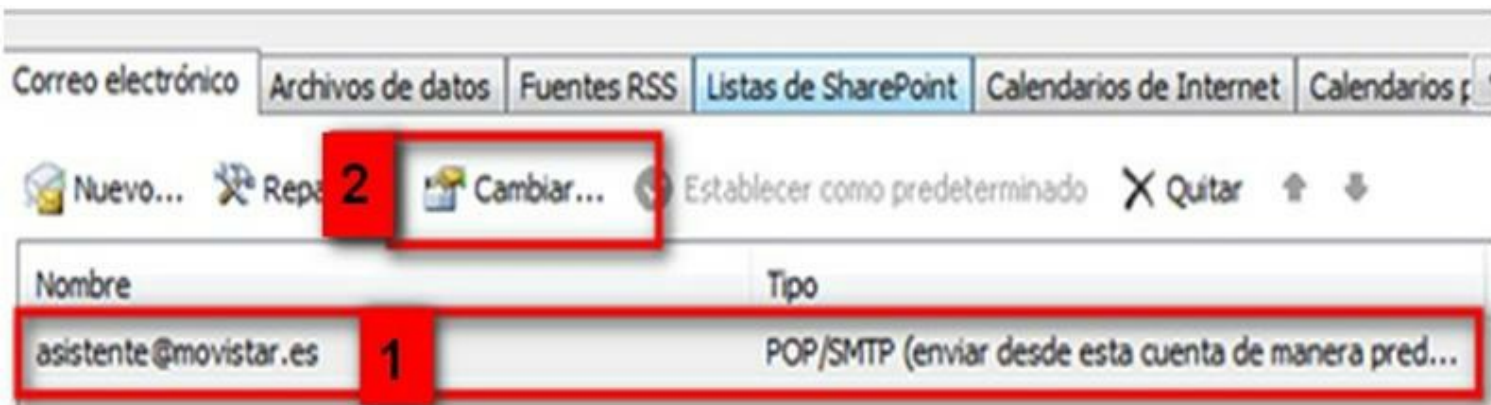 Correo electrónico Archivos de datos Fuentes RSS Listas de SharePoint Calendarios de Internet Calendarios
Nuevo... Repa 2 Cambiar... Establecer como predeterminado Quitar
Nombre Tipo
asistente@movistar.es 1 POP/SMTP (enviar desde esta cuenta de manera pred...